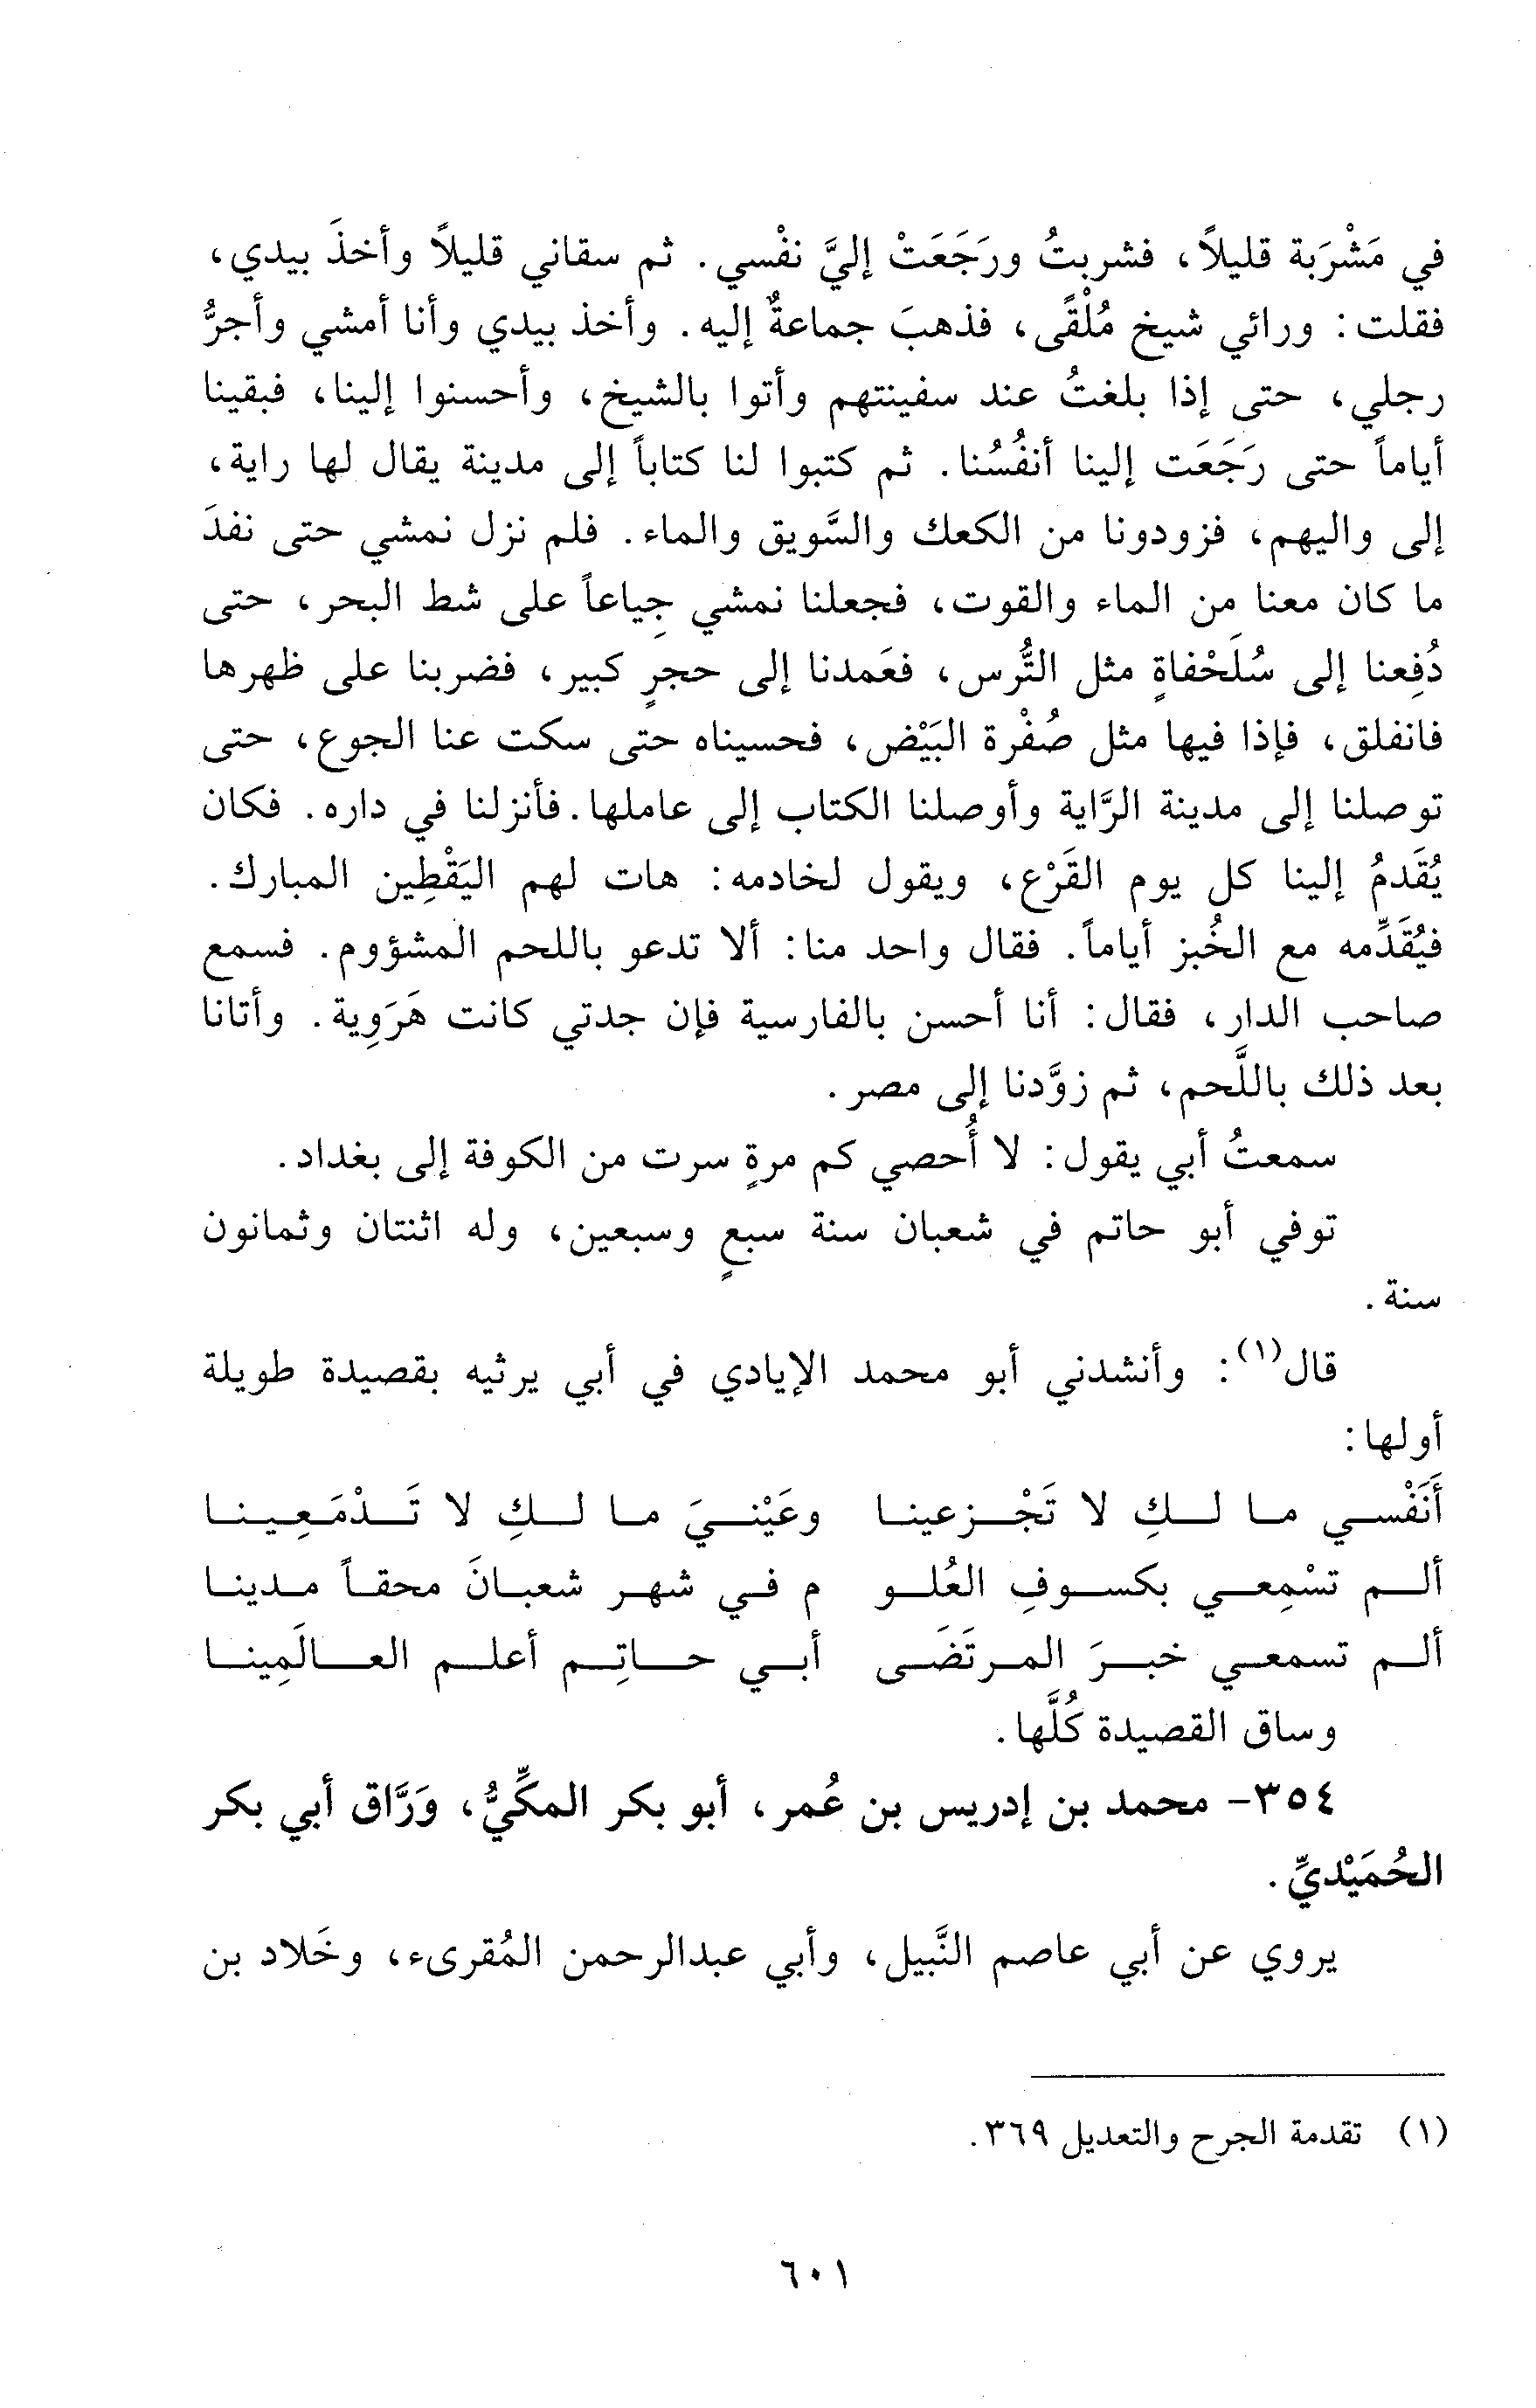 في مَشْرَبة قليلاً، فشربتُ ورَجَعَتْ إليَّ نفْسي. ثم سقاني قليلاً وأخذَ بيدي،
فقلت: ورائي شيخ مُلْقًى، فذهبَ جماعةٌ إليه. وأخذ بيدي وأنا أمشي وأجرُّ
رجلي، حتى إذا بلغتُ عند سفينتهم وأتوا بالشيخ، وأحسنوا إلينا، فبقينا
أياماً حتى رَجَعَت إلينا أنفُسُنا. ثم كتبوا لنا كتاباً إلى مدينة يقال لها راية،
إلى واليهم، فزودونا من الكعك والسَّويق والماء. فلم نزل نمشي حتى نفدَ
ما كان معنا من الماء والقوت، فجعلنا نمشي جِياعاً على شط البحر، حتى
دُفِعنا إلى سُلَحْفاةٍ مثل التُّرس، فعَمدنا إلى حجرٍ كبير، فضربنا على ظهرها
فانفلق، فإذا فيها مثل صُفْرة البَيْض، فحسيناه حتى سكت عنا الجوع، حتى
توصلنا إلى مدينة الرَّاية وأوصلنا الكتاب إلى عاملها. فأنزلنا في داره. فكان
يُقَدمُ إلينا كل يوم القَرْع، ويقول لخادمه: هات لهم اليَقْطِين المبارك.
فيُقَدِّمه مع الخُبز أياماً. فقال واحد منا: ألا تدعو باللحم المشؤوم. فسمع
صاحب الدار، فقال: أنا أحسن بالفارسية فإن جدتي كانت هَرَوِية. وأتانا
بعد ذلك باللَّحم، ثم زوَّدنا إلى مصر.
سمعتُ أبي يقول: لا أُحصي كم مرةٍ سرت من الكوفة إلى بغداد.
توفي أبو حاتم في شعبان سنة سبعٍ وسبعين، وله اثنتان وثمانون
سنة.
قال(١): وأنشدني أبو محمد الإيادي في أبي يرثيه بقصيدة طويلة
أولها:
أَنَفْسي ما لكِ لا تَجْزعينا وعَيْنيَ ما لكِ لا تَدْمَعِينا
ألم تسْمِعي بكسوفِ العُلو م في شهر شعبانَ محقاً مدينا
ألم تسمعي خبرَ المرتَضَى أبي حاتِم أعلم العالَمِينا
وساق القصيدة كُلَّها.
٣٥٤- محمد بن إدريس بن عُمر، أبو بكر المكِّيُّ، وَرَّاق أبي بكر
الحُمَيْديِّ.
يروي عن أبي عاصم النَّبيل، وأبي عبدالرحمن المُقرىء، وخَلاد بن
(١) تقدمة الجرح والتعديل ٣٦٩.
٦٠١